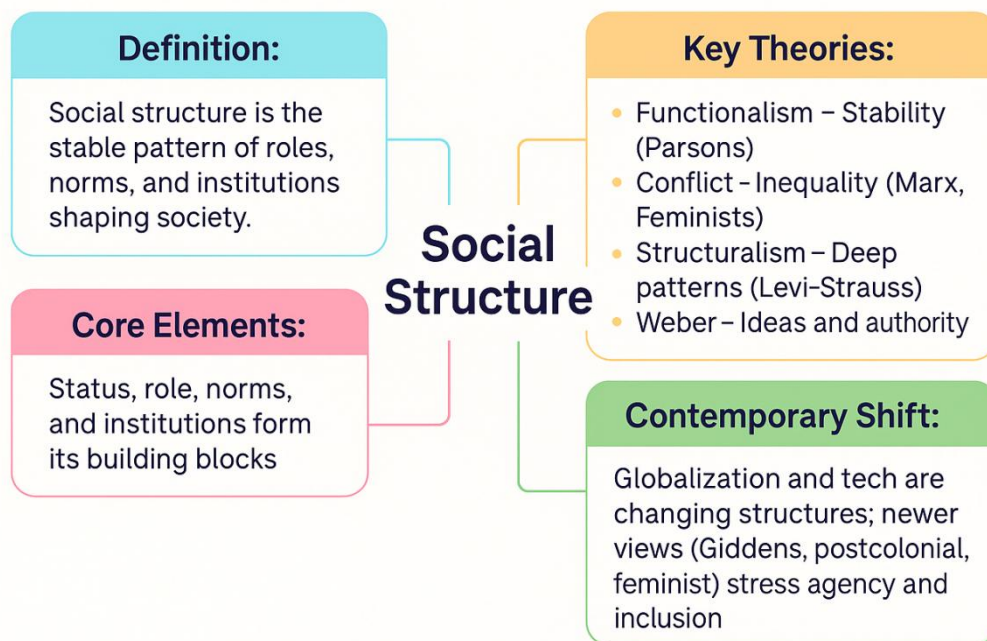 Definition:
Social structure is the
stable pattern of roles,
norms, and institutions
shaping society.
Core Elements:
Status, role, norms,
and institutions form
its building blocks
Social
Structure
Key Theories:
• Functionalism – Stability
(Parsons)
• Conflict - Inequality (Marx,
Feminists)
• Structuralism – Deep
patterns (Levi-Strauss)
• Weber – Ideas and authority
Contemporary Shift:
Globalization and tech are
changing structures; newer
views (Giddens, postcolonial,
feminist) stress agency and
inclusion